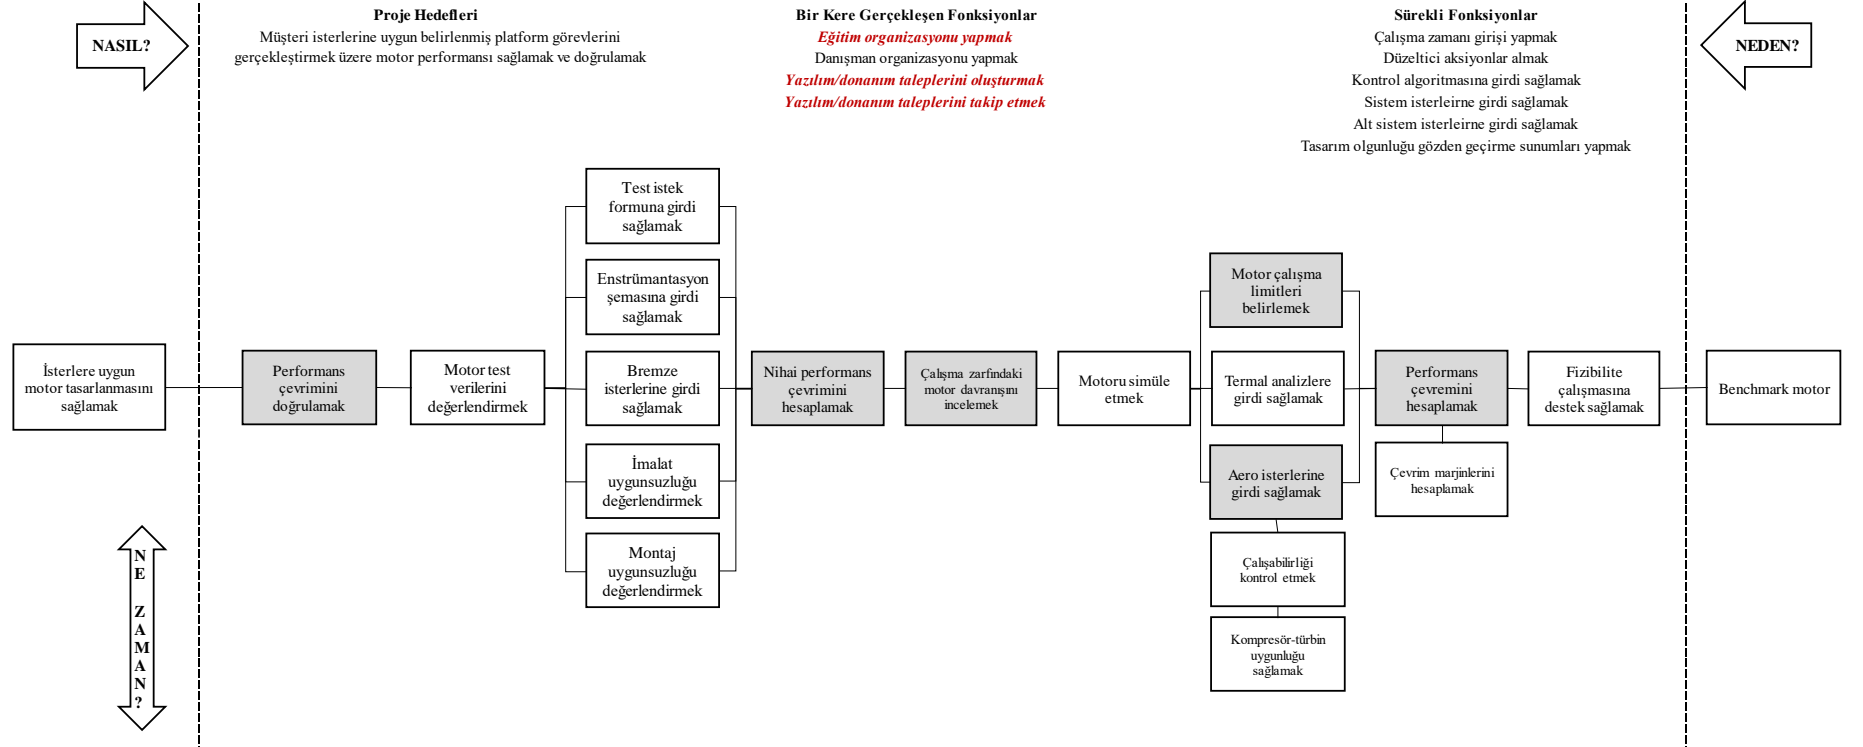 NASIL?
Proje Hedefleri
Müşteri isterlerine uygun belirlenmiş platform görevlerini
gerçekleştirmek üzere motor performansı sağlamak ve doğrulamak
Bir Kere Gerçekleşen Fonksiyonlar
Eğitim organizasyonu yapmak
Danışman organizasyonu yapmak
Yazılım/donanım taleplerini oluşturmak
Yazılım/donanım taleplerini takip etmek
Sürekli Fonksiyonlar
Çalışma zamanı girişi yapmak
Düzeltici aksiyonlar almak
Kontrol algoritmasına girdi sağlamak
Sistem isterleirne girdi sağlamak
Alt sistem isterleirne girdi sağlamak
Tasarım olgunluğu gözden geçirme sunumları yapmak
NEDEN?
İsterlere uygun
motor tasarlanmasını
sağlamak
Performans
çevrimini
doğrulamak
Motor test
verilerini
değerlendirmek
Test istek
formuna girdi
sağlamak
Enstrümantasyon
şemasına girdi
sağlamak
Bremze
isterlerine girdi
sağlamak
İmalat
uygunsuzluğu
değerlendirmek
Montaj
uygunsuzluğu
değerlendirmek
Nihai performans
çevrimini
hesaplamak
Çalışma zarfındaki
motor davranışını
incelemek
Motoru simüle
etmek
Motor çalışma
limitleri
belirlemek
Termal analizlere
girdi sağlamak
Aero isterlerine
girdi sağlamak
Çalışabilirliği
kontrol etmek
Kompresör-türbin
uygunluğu
sağlamak
Performans
çevremini
hesaplamak
Çevrim marjinlerini
hesaplamak
Fizibilite
çalışmasına
destek sağlamak
Benchmark motor
N
E
Z
A
M
A
N
?